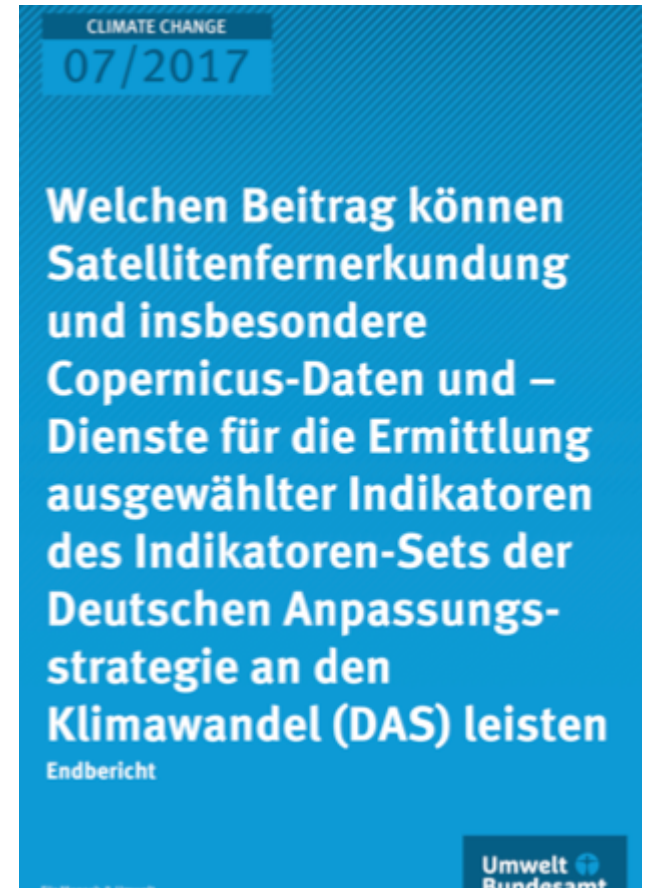 CLIMATE CHANGE
07/2017
Welchen Beitrag können
Satellitenfernerkundung
und insbesondere
Copernicus-Daten und –
Dienste für die Ermittlung
ausgewählter Indikatoren
des Indikatoren-Sets der
Deutschen Anpassungs-
strategie an den
Klimawandel (DAS) leisten
Endbericht
Umwelt
Bundesamt